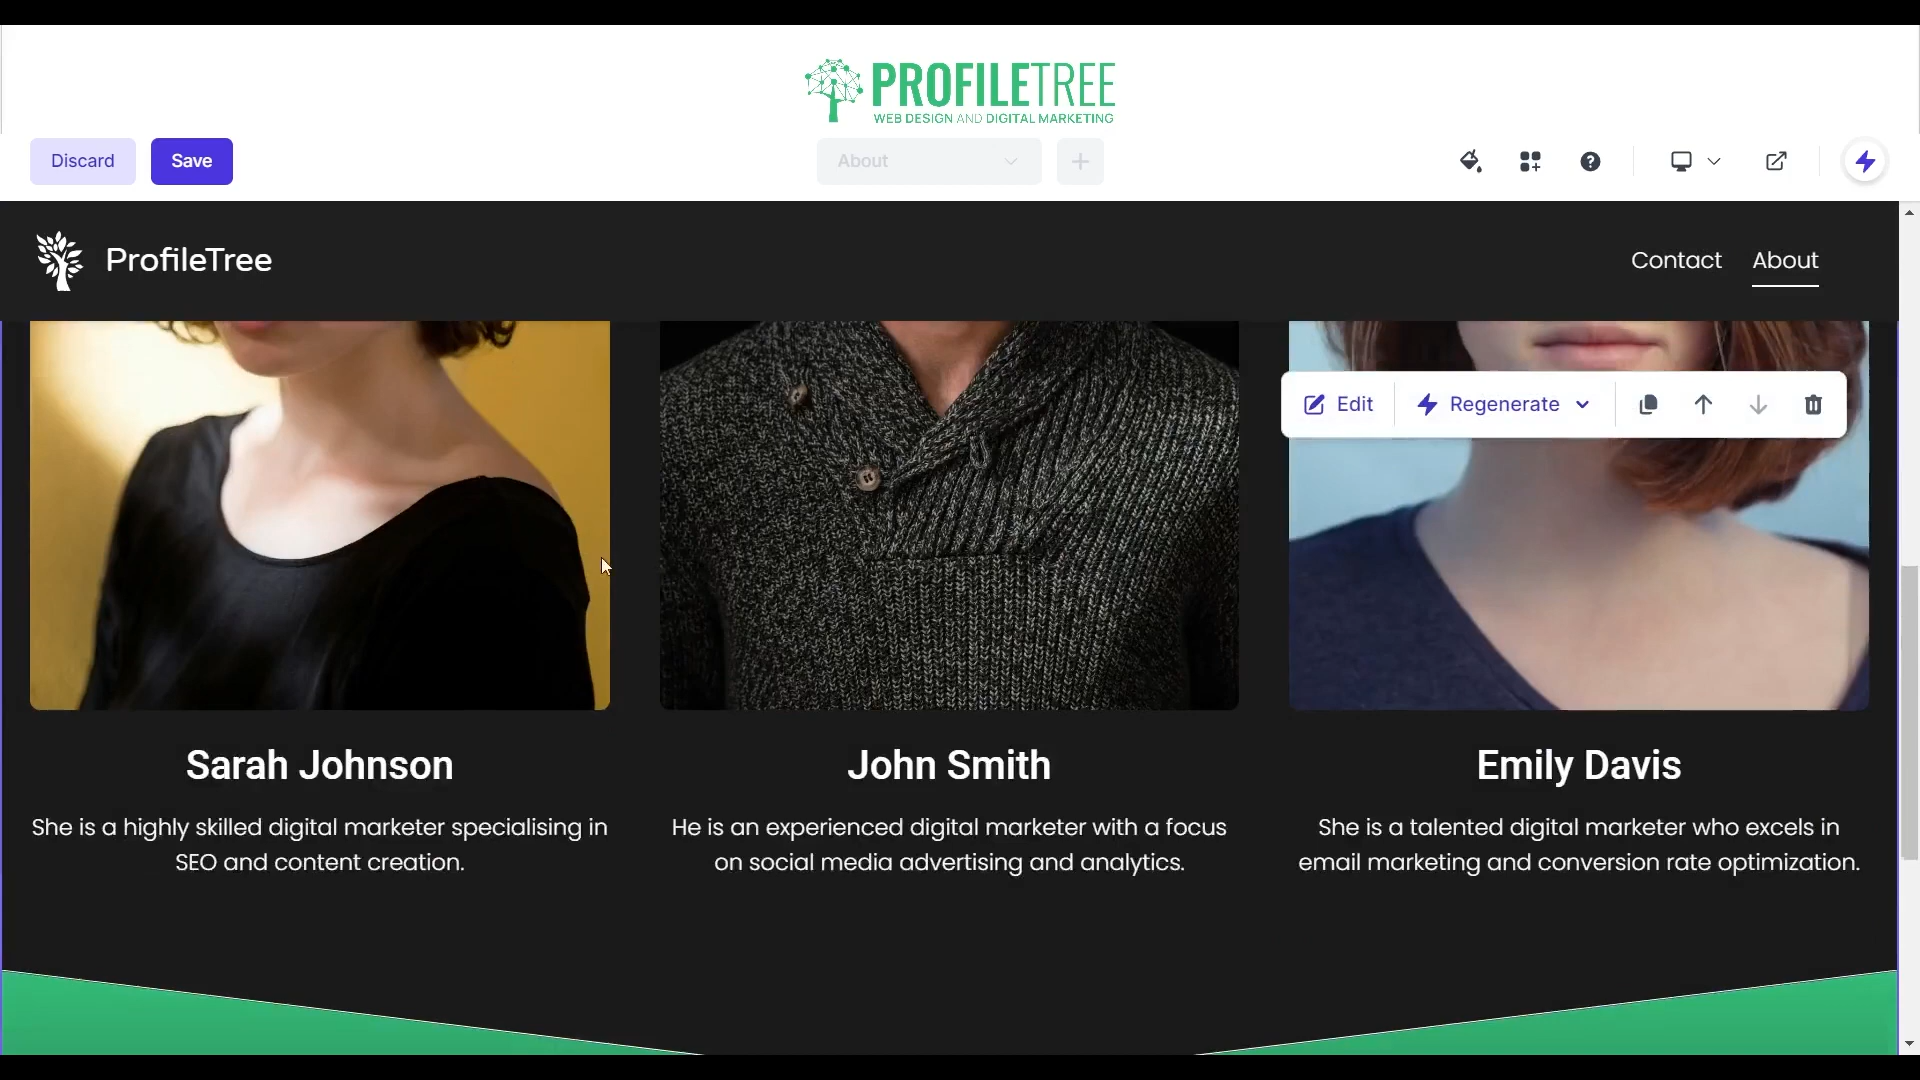 PROFILETREE
WEB DESIGN AND DIGITAL MARKETING
Discard
Save
About
ProfileTree
Contact
About
Edit
Regenerate
Sarah Johnson
She is a highly skilled digital marketer specialising in
SEO and content creation.
John Smith
He is an experienced digital marketer with a focus
on social media advertising and analytics.
Emily Davis
She is a talented digital marketer who excels in
email marketing and conversion rate optimization.